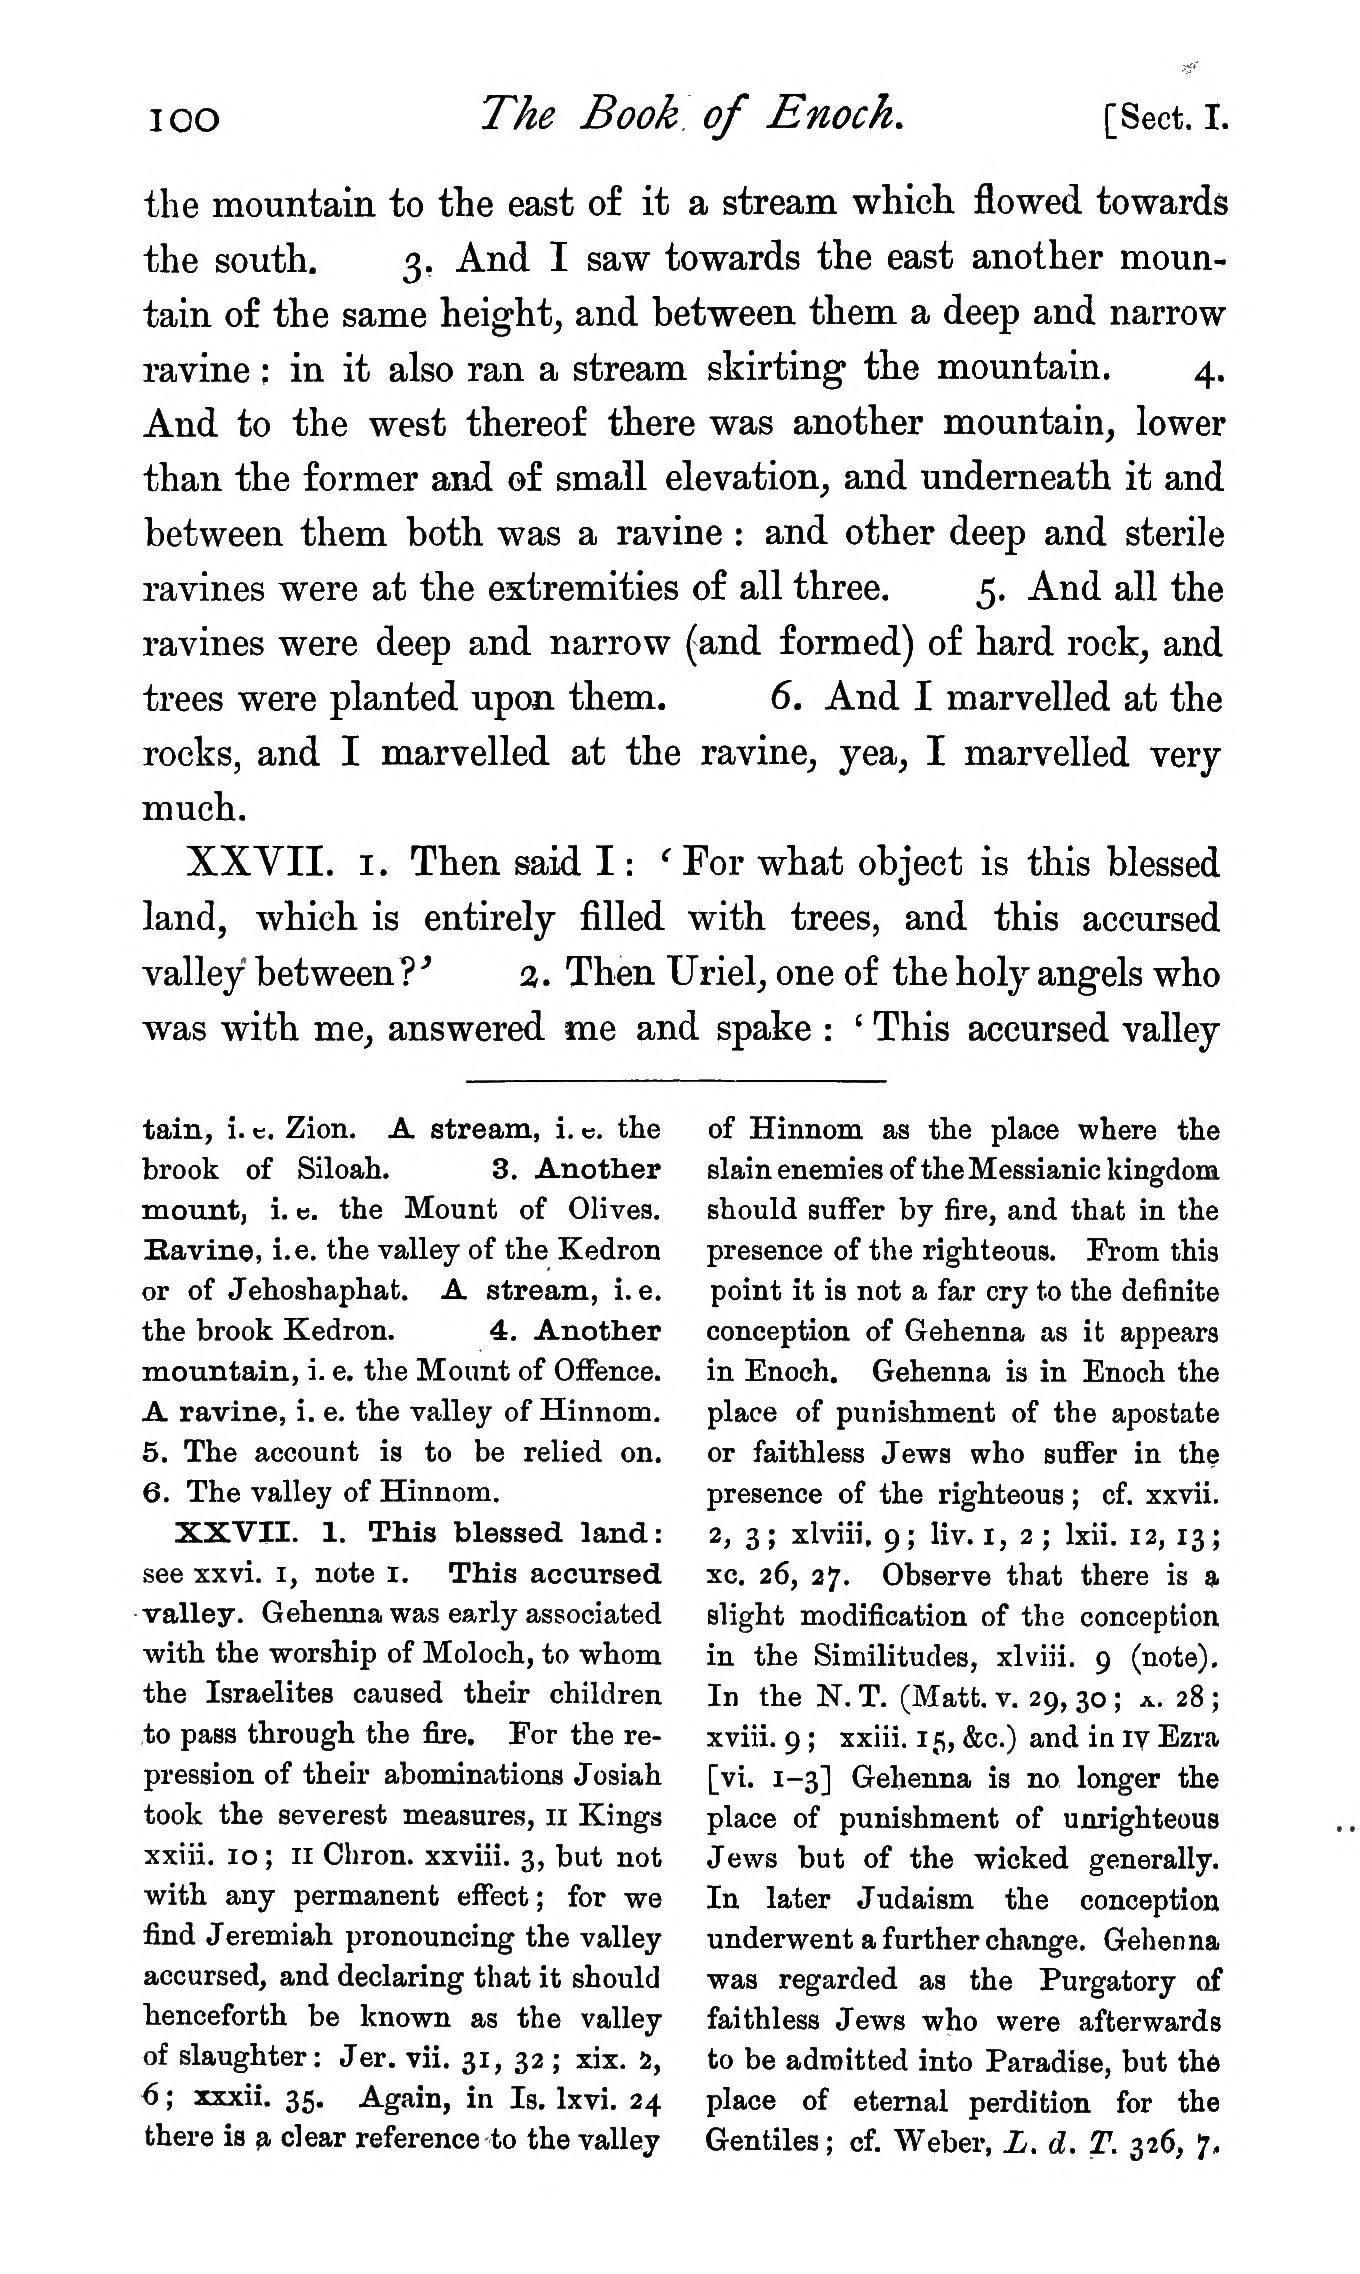 100 The Book of Enoch. [Sect. I.
the mountain to the east of it a stream which flowed towards
the south. 3. And I saw towards the east another moun-
tain of the same height, and between them a deep and narrow
ravine : in it also ran a stream skirting the mountain. 4.
And to the west thereof there was another mountain, lower
than the former and of small elevation, and underneath it and
between them both was a ravine : and other deep and sterile
ravines were at the extremities of all three. 5. And all the
ravines were deep and narrow (and formed) of hard rock, and
trees were planted upon them. 6. And I marvelled at the
rocks, and I marvelled at the ravine, yea, I marvelled very
much.
XXVII. 1. Then said I : ‘ For what object is this blessed
land, which is entirely filled with trees, and this accursed
valley between?’ 2. Then Uriel, one of the holy angels who
was with me, answered me and spake : ‘ This accursed valley
tain, i. e. Zion. A stream, i. e. the
brook of Siloah. 3. Another
mount, i. e. the Mount of Olives.
Ravine, i. e. the valley of the Kedron
or of Jehoshaphat. A stream, i. e.
the brook Kedron. 4. Another
mountain, i. e. the Mount of Offence.
A ravine, i. e. the valley of Hinnom.
5. The account is to be relied on.
6. The valley of Hinnom.
XXVII. 1. This blessed land :
see xxvi. 1, note 1. This accursed
valley. Gehenna was early associated
with the worship of Moloch, to whom
the Israelites caused their children
to pass through the fire. For the re-
pression of their abominations Josiah
took the severest measures, II Kings
xxiii. 10 ; II Chron. xxviii. 3, but not
with any permanent effect ; for we
find Jeremiah pronouncing the valley
accursed, and declaring that it should
henceforth be known as the valley
of slaughter : Jer. vii. 31, 32 ; xix. 2,
6 ; xxxii. 35. Again, in Is. lxvi. 24
there is a clear reference to the valley
of Hinnom as the place where the
slain enemies of the Messianic kingdom
should suffer by fire, and that in the
presence of the righteous. From this
point it is not a far cry to the definite
conception of Gehenna as it appears
in Enoch. Gehenna is in Enoch the
place of punishment of the apostate
or faithless Jews who suffer in the
presence of the righteous ; cf. xxvii.
2, 3 ; xlviii. 9 ; liv. 1, 2 ; lxii. 12, 13 ;
xc. 26, 27. Observe that there is a
slight modification of the conception
in the Similitudes, xlviii. 9 (note).
In the N. T. (Matt. v. 29, 30 ; x. 28 ;
xviii. 9 ; xxiii. 15, &c.) and in IV Ezra
[vi. 1–3] Gehenna is no longer the
place of punishment of unrighteous
Jews but of the wicked generally.
In later Judaism the conception
underwent a further change. Gehenna
was regarded as the Purgatory of
faithless Jews who were afterwards
to be admitted into Paradise, but the
place of eternal perdition for the
Gentiles ; cf. Weber, L. d. T. 326, 7.